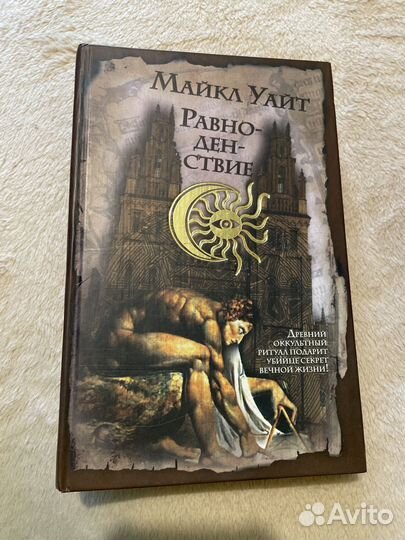 Майкл Уайт
Равно-
ден-
ствие
Древний
оккультный
ритуал подарит
убийце секрет
вечной жизни!
Avito